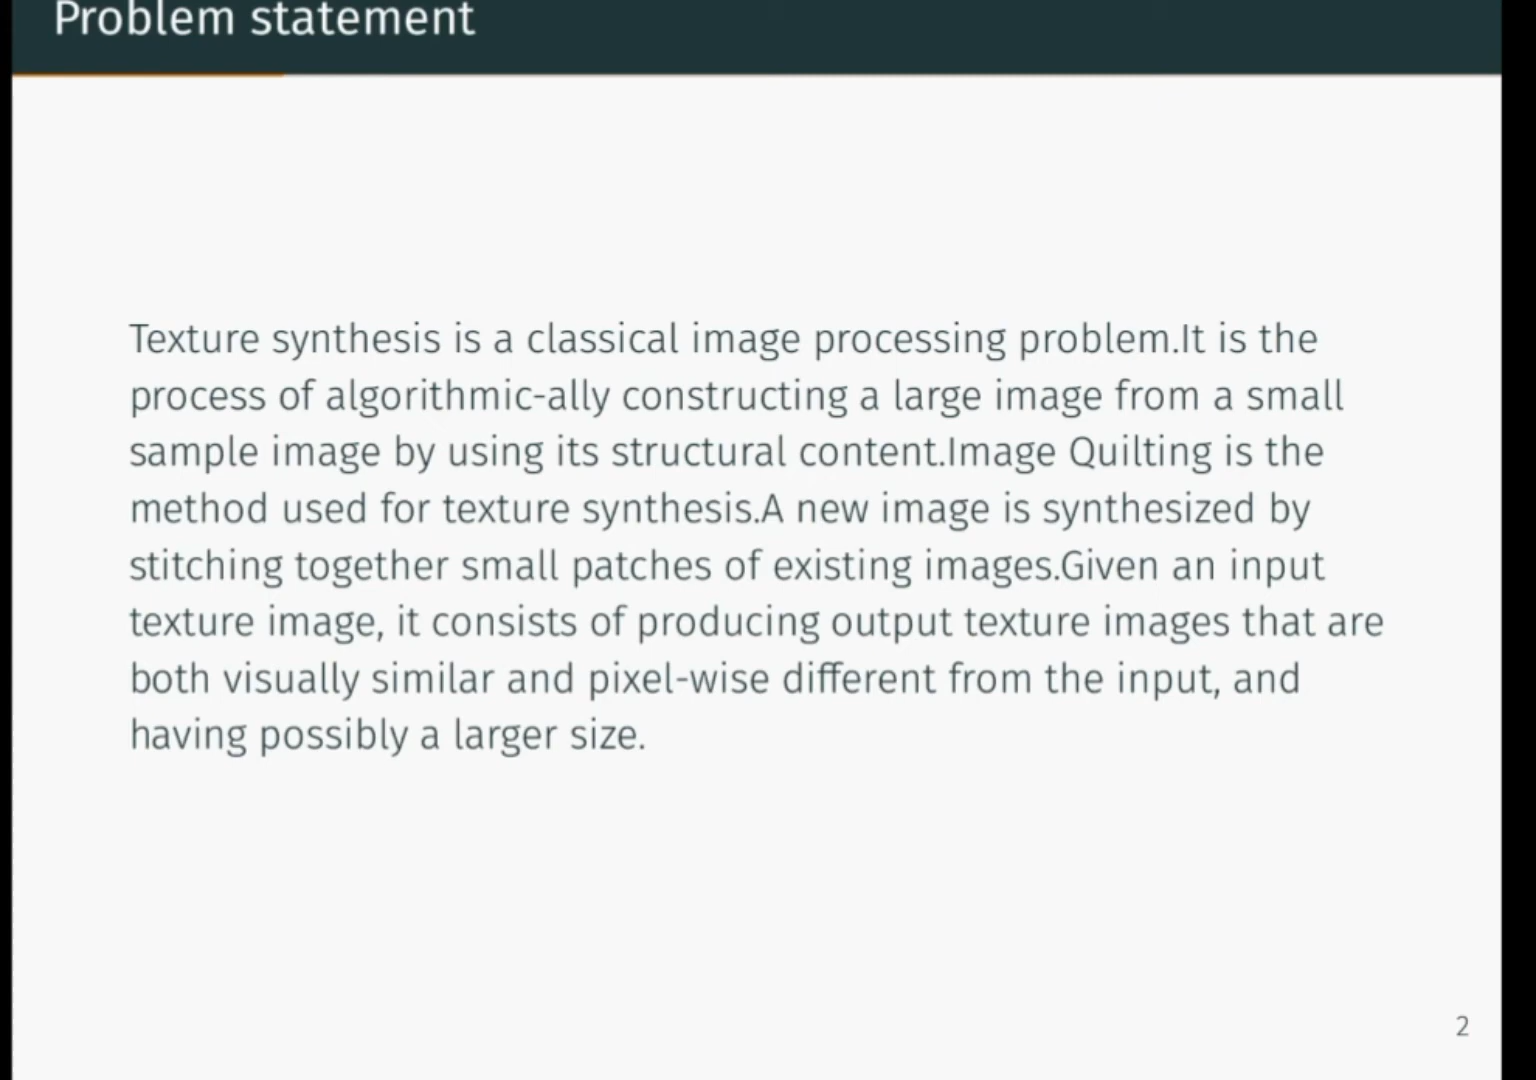 Problem statement
Texture synthesis is a classical image processing problem.It is the
process of algorithmic-ally constructing a large image from a small
sample image by using its structural content.Image Quilting is the
method used for texture synthesis.A new image is synthesized by
stitching together small patches of existing images.Given an input
texture image, it consists of producing output texture images that are
both visually similar and pixel-wise different from the input, and
having possibly a larger size.
2